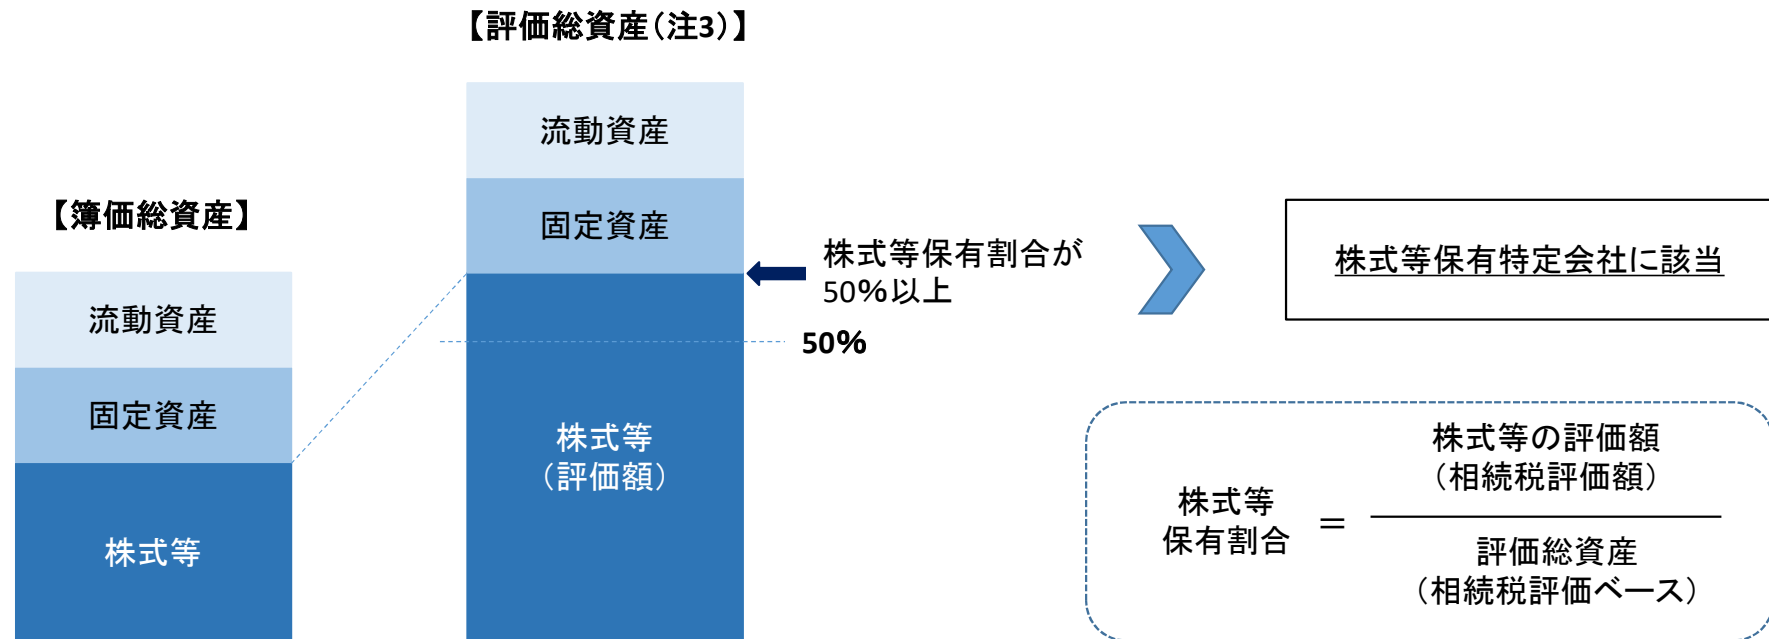 【評価総資産(注3)】
流動資産
固定資産
株式等
(評価額)
【簿価総資産】
流動資産
固定資産
株式等
株式等保有割合が
50%以上
50%
株式等保有特定会社に該当
株式等
保有割合
=
株式等の評価額
(相続税評価額)
評価総資産
(相続税評価ベース)